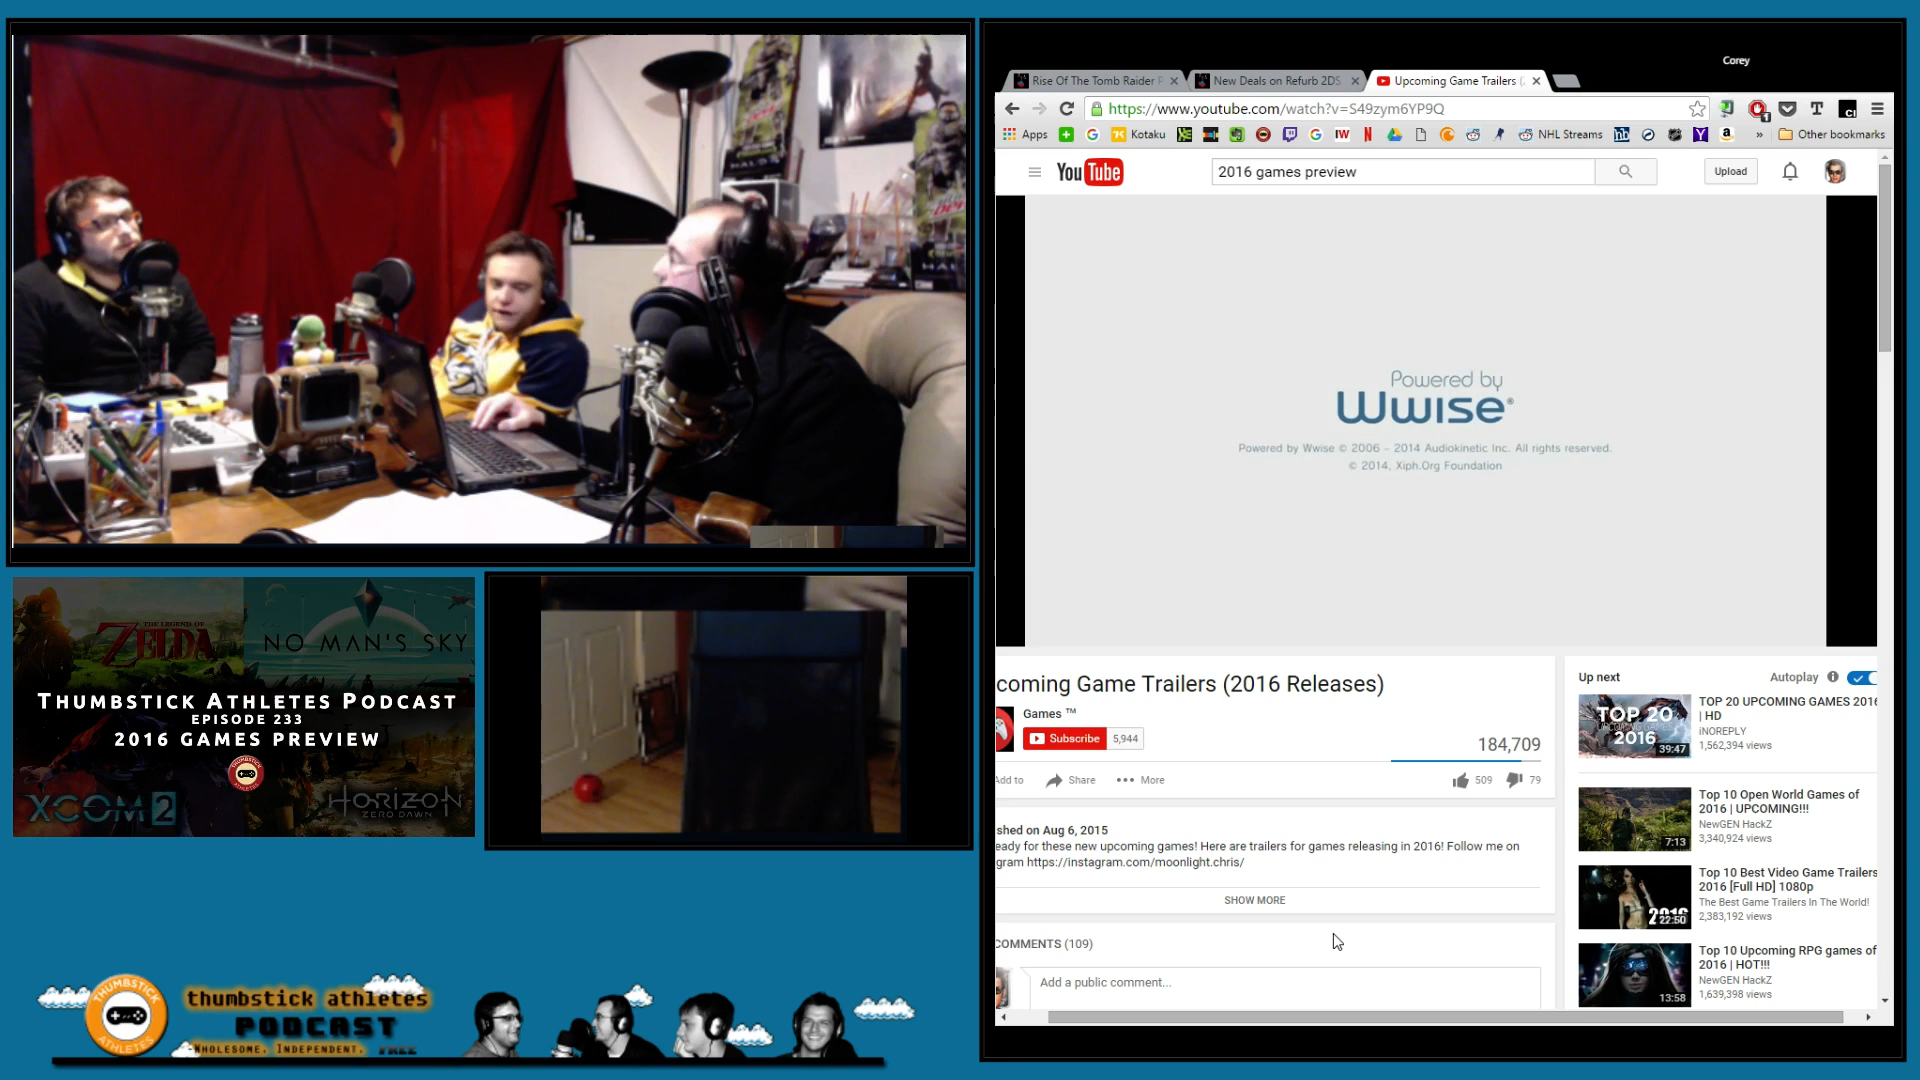 HALO
Corey
Rise Of The Tomb Raider
New Deals on Refurb 2DS
Upcoming Game Trailers (
https://www.youtube.com/watch?v=S49zym6YP9Q
Apps
Kotaku
IW
NHL Streams
Other bookmarks
YouTube
2016 games preview
Upload
Powered by
Wwise®
Powered by Wwise © 2006 – 2014 Audiokinetic Inc. All rights reserved.
© 2014, Xiph.Org Foundation
coming Game Trailers (2016 Releases)
Games ™
Subscribe 5,944
184,709
Add to
Share
More
509
79
shed on Aug 6, 2015
eady for these new upcoming games! Here are trailers for games releasing in 2016! Follow me on
gram https://instagram.com/moonlight.chris/
SHOW MORE
COMMENTS (109)
Add a public comment...
Up next
Autoplay
TOP 20
2016
39:47
TOP 20 UPCOMING GAMES 2016
| HD
iNOREPLY
1,562,394 views
7:13
Top 10 Open World Games of
2016 | UPCOMING!!!
NewGEN HackZ
3,340,924 views
2016
22:50
Top 10 Best Video Game Trailers
2016 [Full HD] 1080p
The Best Game Trailers In The World!
2,383,192 views
13:58
Top 10 Upcoming RPG games of
2016 | HOT!!!
NewGEN HackZ
1,639,398 views
THE LEGEND OF
ZELDA
NO MAN'S SKY
THUMBSTICK ATHLETES PODCAST
EPISODE 233
2016 GAMES PREVIEW
XCOM 2
HORIZON
ZERO DAWN
THUMBSTICK
ATHLETES
thumbstick athletes
PODCAST
WHOLESOME. INDEPENDENT. FREE